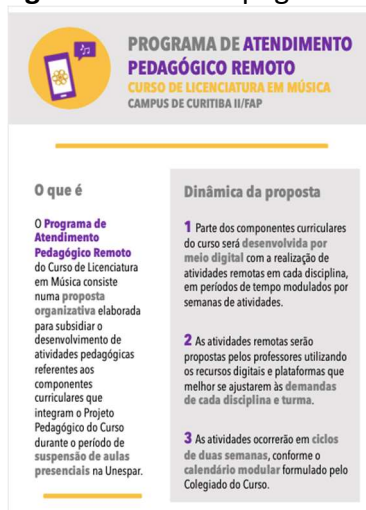 PROGRAMA DE ATENDIMENTO
PEDAGÓGICO REMOTO
CURSO DE LICENCIATURA EM MÚSICA
CAMPUS DE CURITIBA II/FAP
O que é
O Programa de
Atendimento
Pedagógico Remoto
do Curso de Licenciatura
em Música consiste
numa proposta
organizativa elaborada
para subsidiar o
desenvolvimento de
atividades pedagógicas
referentes aos
componentes
curriculares que
integram o Projeto
Pedagógico do Curso
durante o período de
suspensão de aulas
presenciais na Unespar.
Dinâmica da proposta
1 Parte dos componentes curriculares
do curso será desenvolvida por
meio digital com a realização de
atividades remotas em cada disciplina,
em períodos de tempo modulados por
semanas de atividades.
2 As atividades remotas serão
propostas pelos professores utilizando
os recursos digitais e plataformas que
melhor se ajustarem às demandas
de cada disciplina e turma.
3 As atividades ocorrerão em ciclos
de duas semanas, conforme o
calendário modular formulado pelo
Colegiado do Curso.